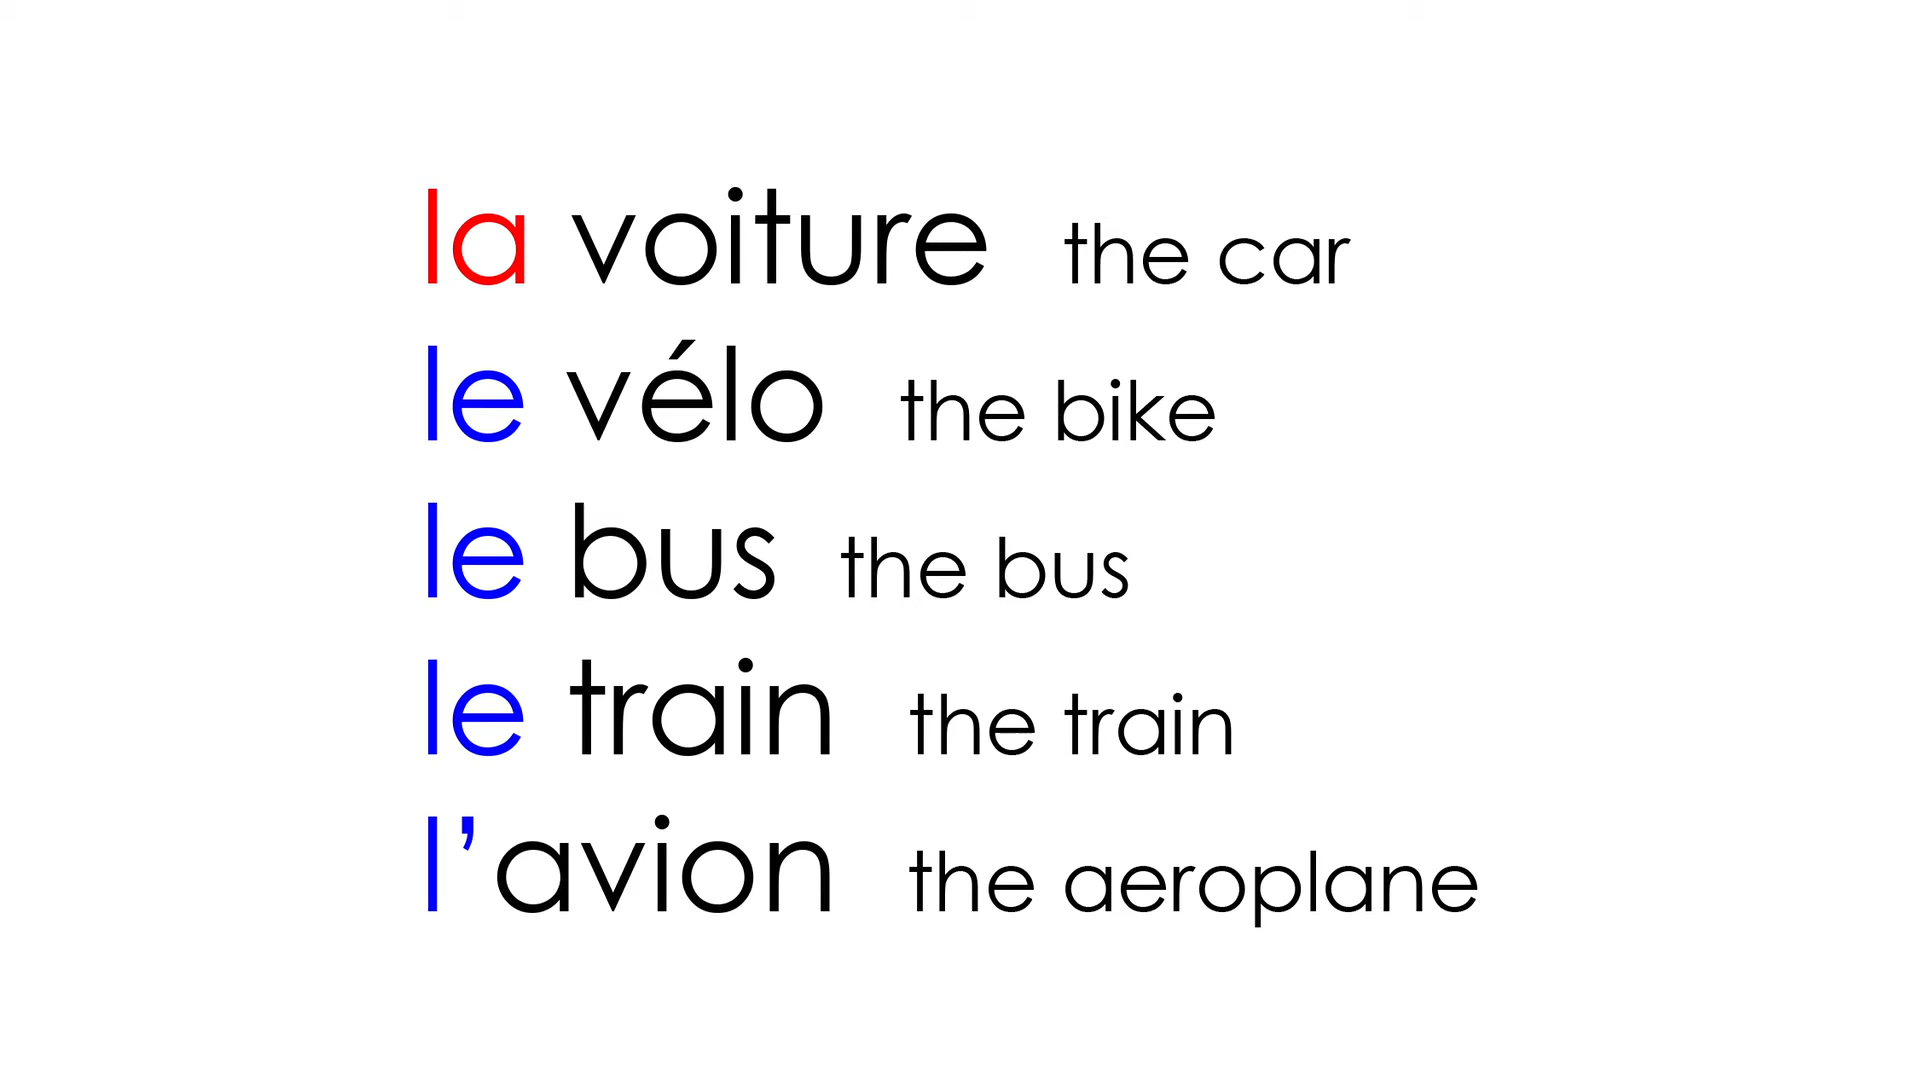 la voiture the car
le vélo the bike
le bus the bus
le train the train
l’avion the aeroplane